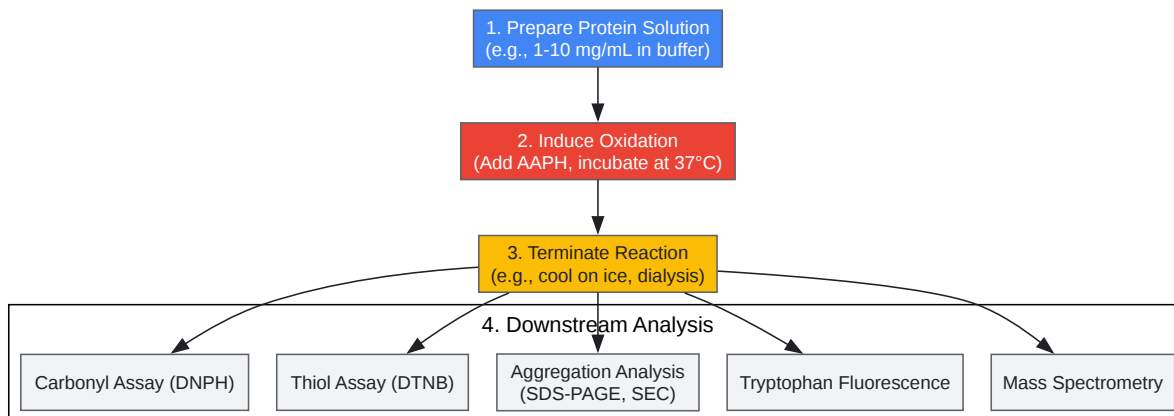 1. Prepare Protein Solution
(e.g., 1-10 mg/mL in buffer)
2. Induce Oxidation
(Add AAPH, incubate at 37°C)
3. Terminate Reaction
(e.g., cool on ice, dialysis)
4. Downstream Analysis
Carbonyl Assay (DNPH)
Thiol Assay (DTNB)
Aggregation Analysis
(SDS-PAGE, SEC)
Tryptophan Fluorescence
Mass Spectrometry